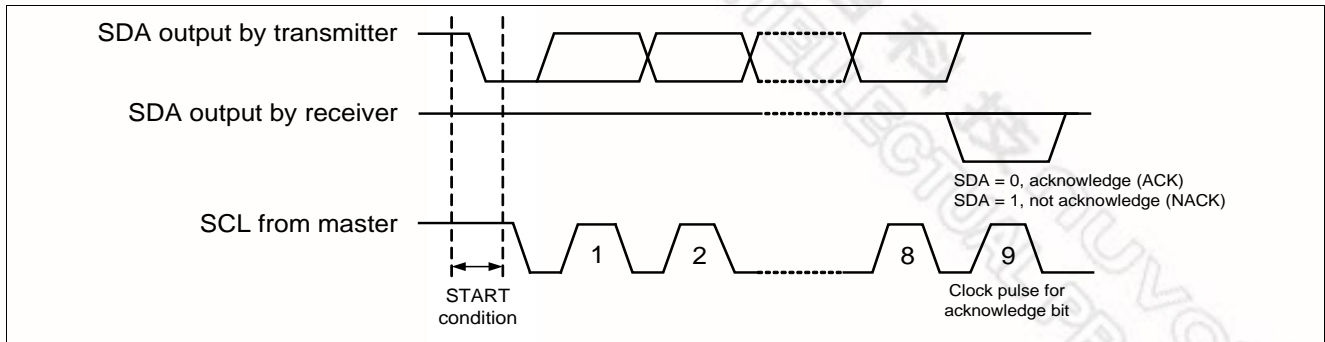 SDA output by transmitter
SDA output by receiver
SDA = 0, acknowledge (ACK)
SDA = 1, not acknowledge (NACK)
SCL from master
1
2
8
9
START
condition
Clock pulse for
acknowledge bit